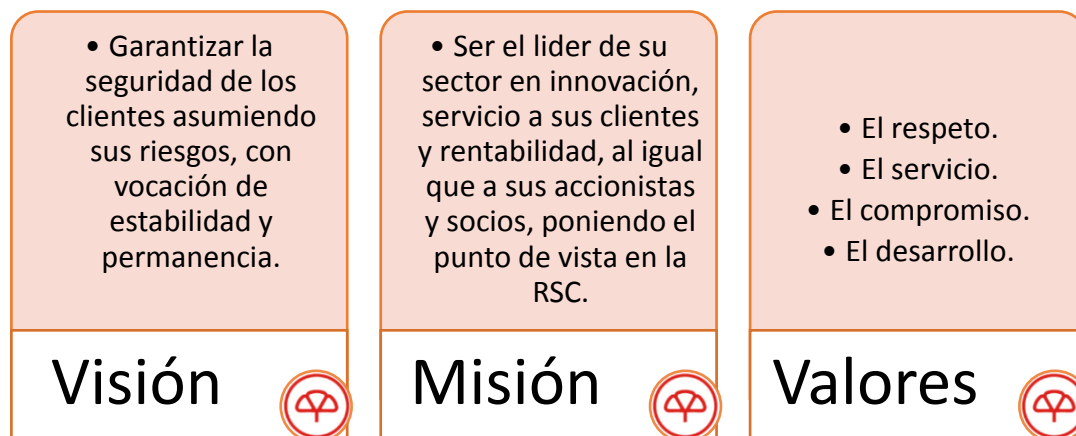 • Garantizar la
seguridad de los
clientes asumiendo
sus riesgos, con
vocación de
estabilidad y
permanencia.
Visión
• Ser el lider de su
sector en innovación,
servicio a sus clientes
y rentabilidad, al igual
que a sus accionistas
y socios, poniendo el
punto de vista en la
RSC.
Misión
• El respeto.
• El servicio.
• El compromiso.
• El desarrollo.
Valores